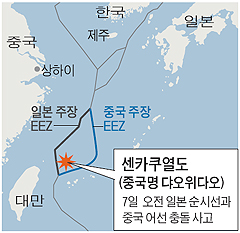 한국
일본
제주
중국
상하이
일본 주장
EEZ
중국 주장
EEZ
센카쿠열도
(중국명 댜오위다오)
7일 오전 일본 순시선과
중국 어선 충돌 사고
대만